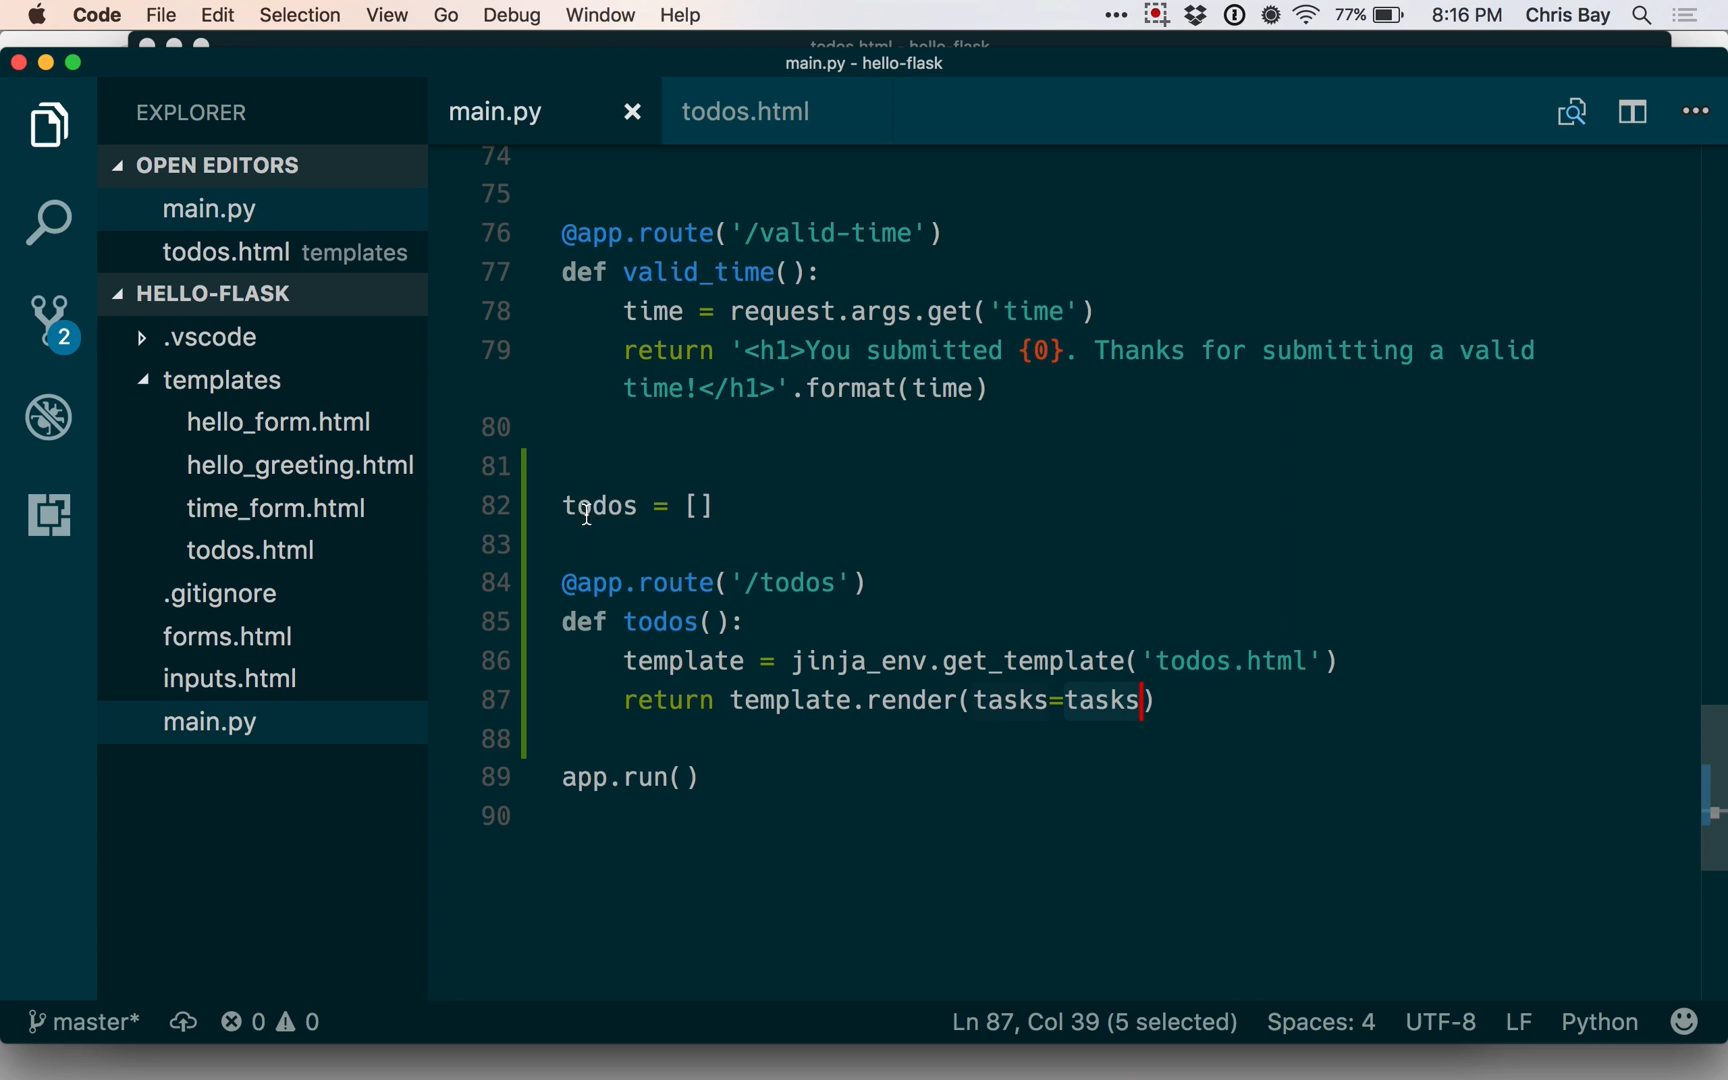 Code File Edit Selection View Go Debug Window Help 77% 8:16 PM Chris Bay
todos.html - hello-flask
main.py - hello-flask
EXPLORER
OPEN EDITORS
main.py
todos.html templates
HELLO-FLASK
.vscode
templates
hello_form.html
hello_greeting.html
time_form.html
todos.html
.gitignore
forms.html
inputs.html
main.py
2
main.py todos.html
74
75
76 @app.route('/valid-time')
77 def valid_time():
78 time = request.args.get('time')
79 return '<h1>You submitted {0}. Thanks for submitting a valid
time!</h1>'.format(time)
80
81
82 todos = []
83
84 @app.route('/todos')
85 def todos():
86 template = jinja_env.get_template('todos.html')
87 return template.render(tasks=tasks)
88
89 app.run()
90
master* 0 0 Ln 87, Col 39 (5 selected) Spaces: 4 UTF-8 LF Python